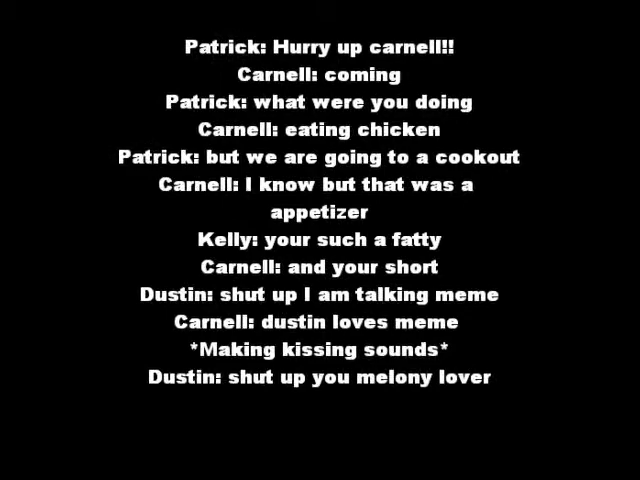 Patrick: Hurry up carnell!!
Carnell: coming
Patrick: what were you doing
Carnell: eating chicken
Patrick: but we are going to a cookout
Carnell: I know but that was a
appetizer
Kelly: your such a fatty
Carnell: and your short
Dustin: shut up I am talking meme
Carnell: dustin loves meme
*Making kissing sounds*
Dustin: shut up you melony lover